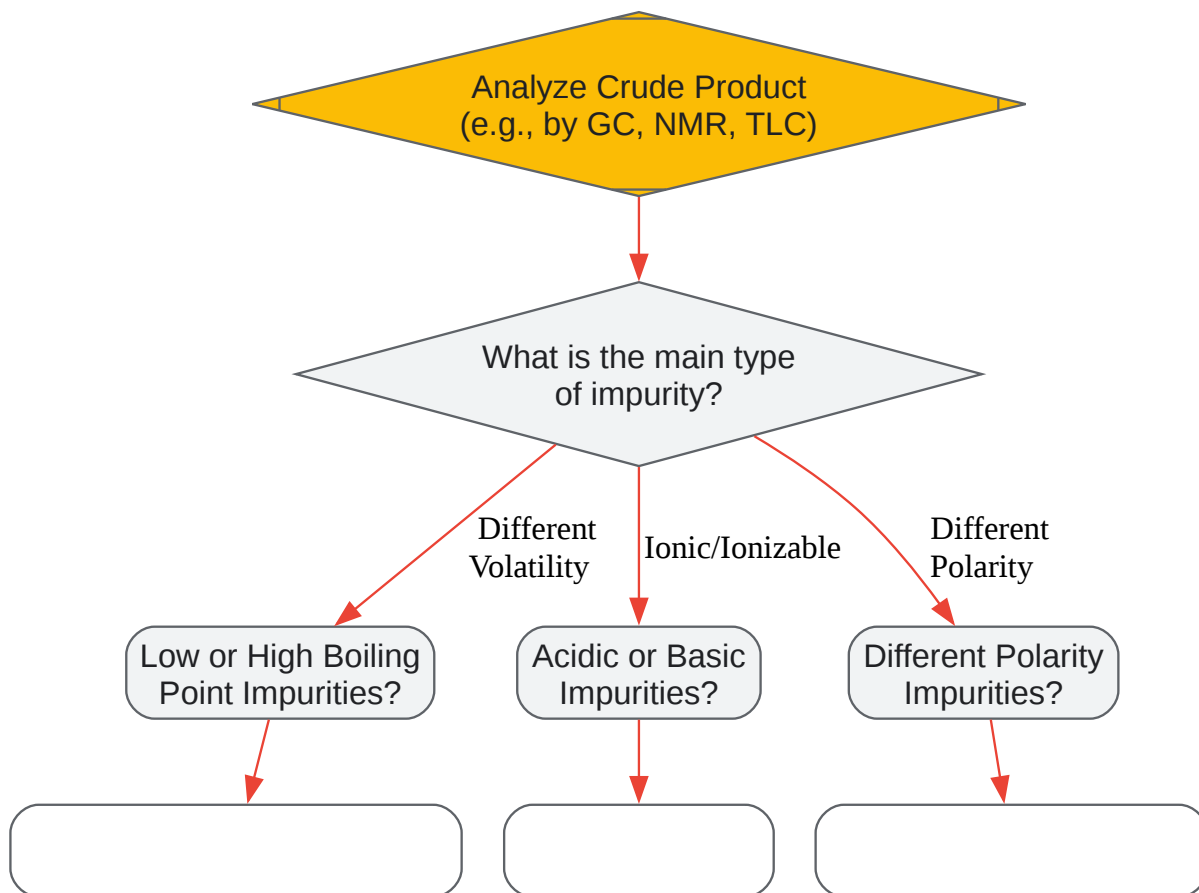 Analyze Crude Product
(e.g., by GC, NMR, TLC)
What is the main type
of impurity?
Different
Volatility
Ionic/Ionizable
Different
Polarity
Low or High Boiling
Point Impurities?
Acidic or Basic
Impurities?
Different Polarity
Impurities?